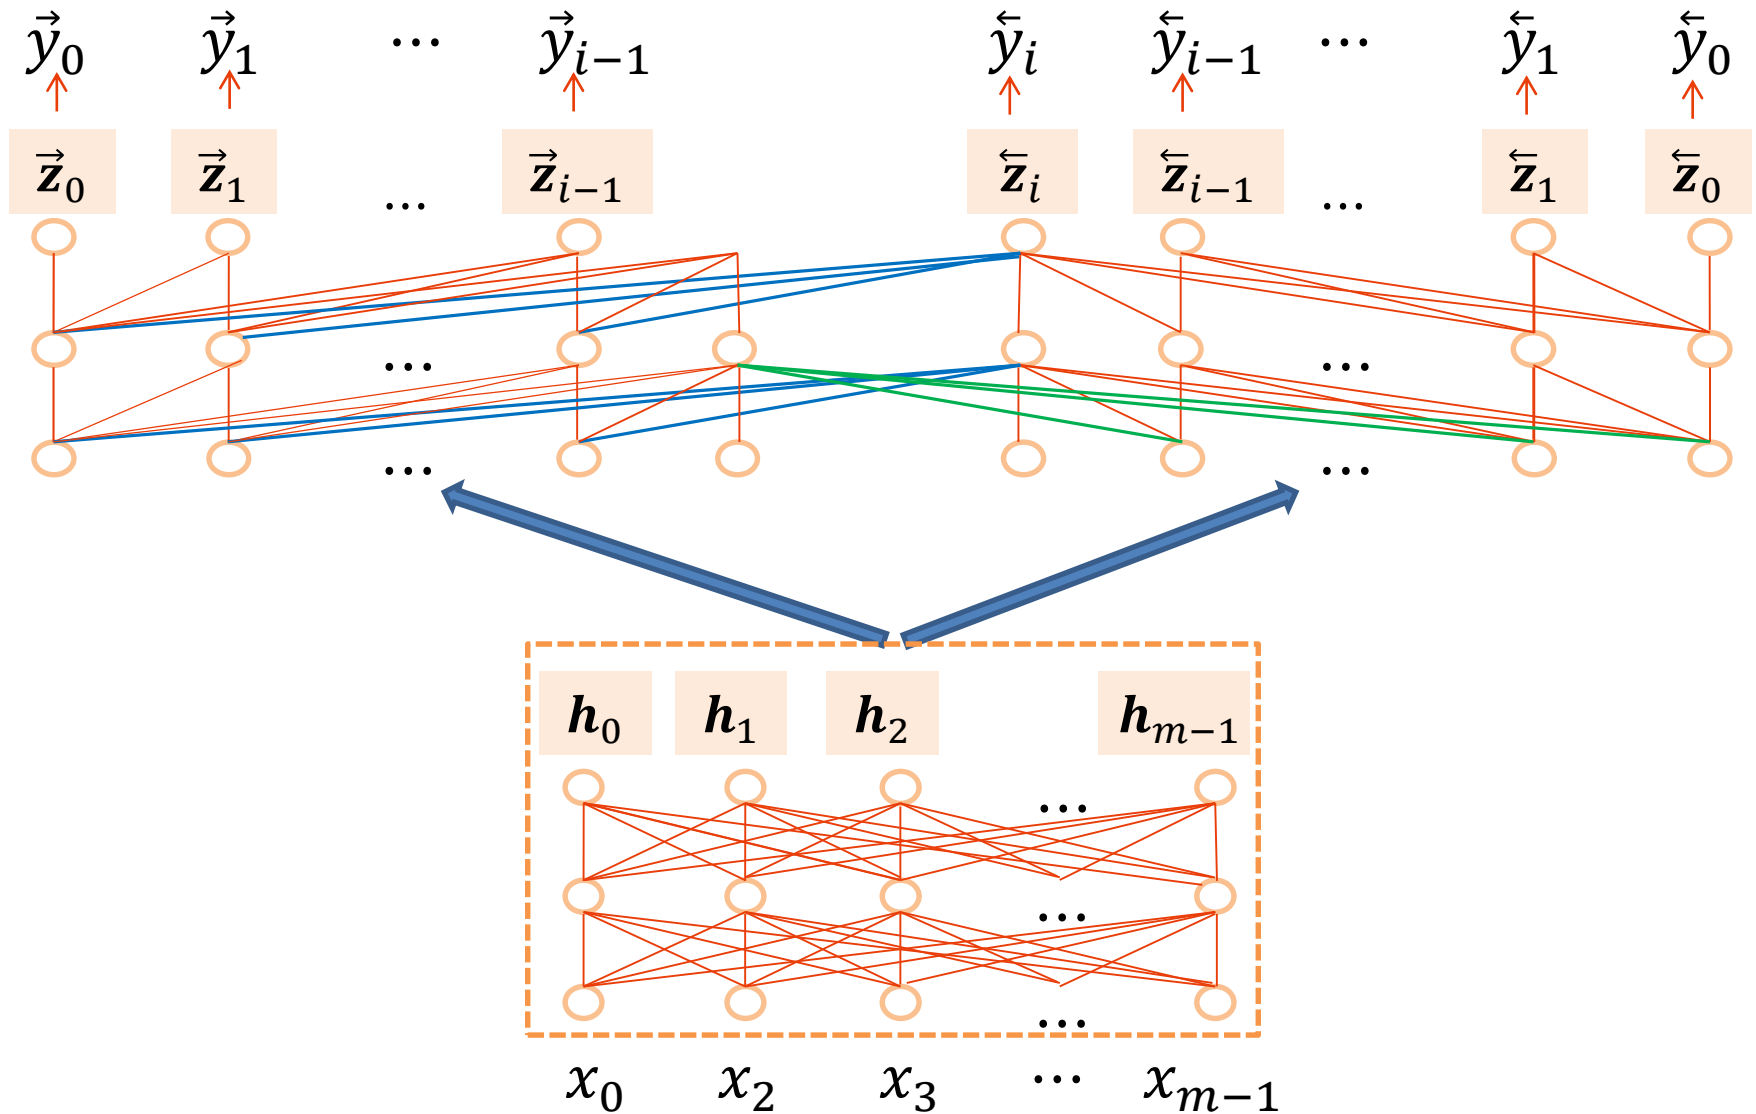 y⃗₀ y⃗₁ ⋯ y⃗ᵢ₋₁ y⃖ᵢ y⃖ᵢ₋₁ ⋯ y⃖₁ y⃖₀
z⃗₀ z⃗₁ … z⃗ᵢ₋₁ z⃖ᵢ z⃖ᵢ₋₁ … z⃖₁ z⃖₀
… …
… …
h₀ h₁ h₂ hₘ₋₁
…
…
…
x₀ x₂ x₃ ⋯ xₘ₋₁